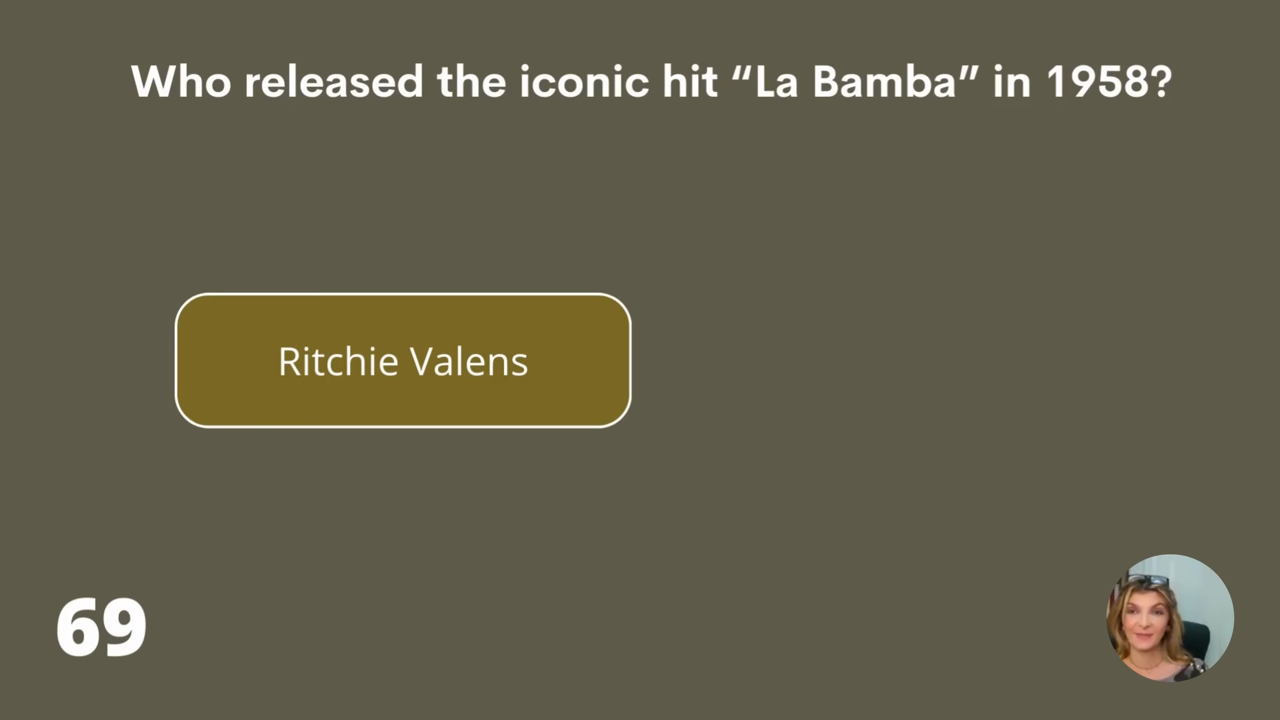 Who released the iconic hit “La Bamba” in 1958?
Ritchie Valens
69